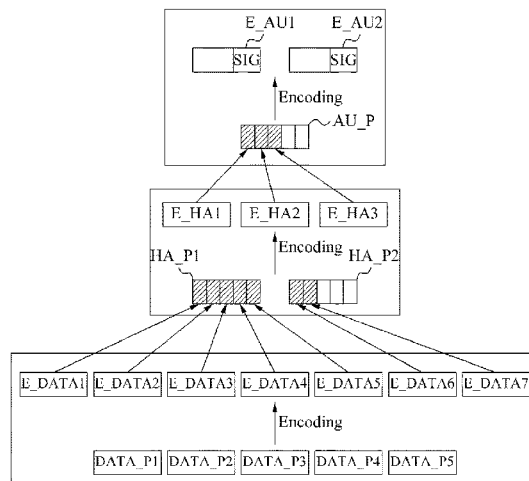 E_AU1 E_AU2
SIG SIG
Encoding
AU_P
E_HA1 E_HA2 E_HA3
Encoding
HA_P1 HA_P2
E_DATA1 E_DATA2 E_DATA3 E_DATA4 E_DATA5 E_DATA6 E_DATA7
Encoding
DATA_P1 DATA_P2 DATA_P3 DATA_P4 DATA_P5